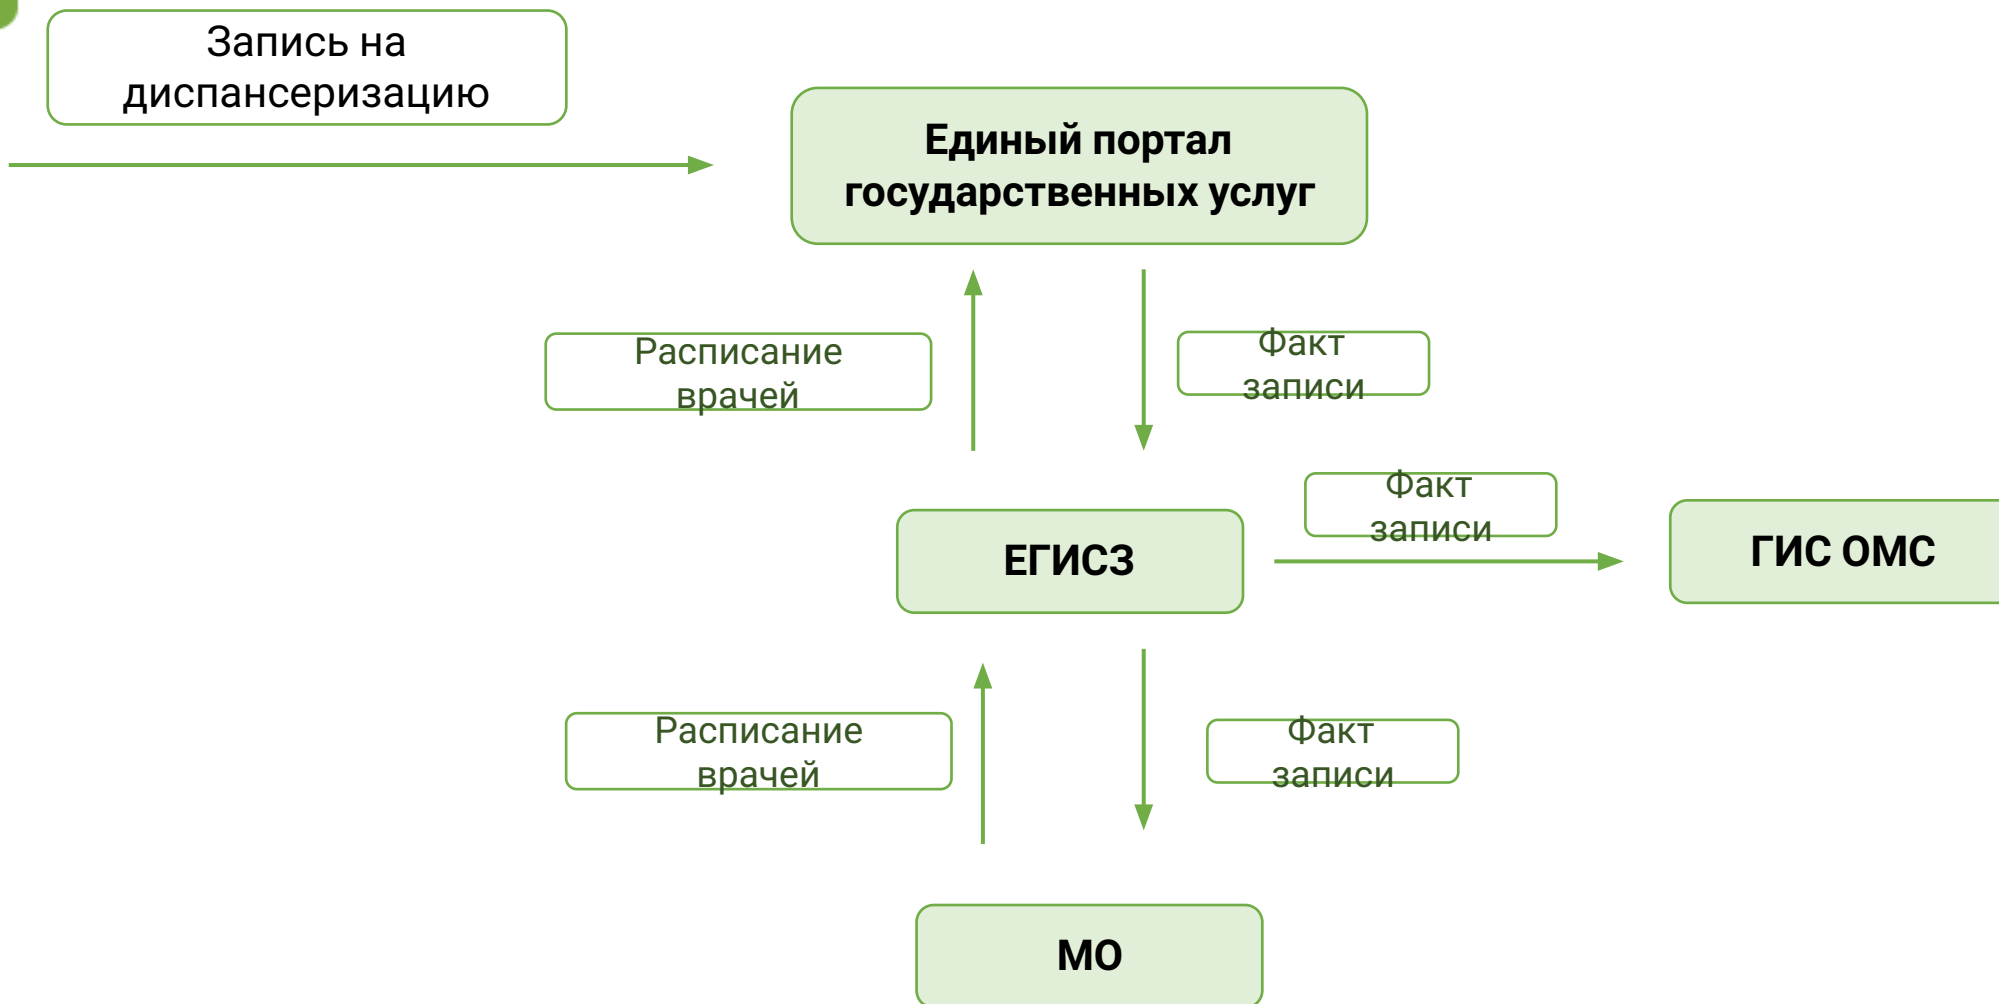 Запись на
диспансеризацию
Единый портал
государственных услуг
Расписание
врачей
Факт
записи
Факт
записи
ЕГИСЗ
ГИС ОМС
Расписание
врачей
Факт
записи
МО